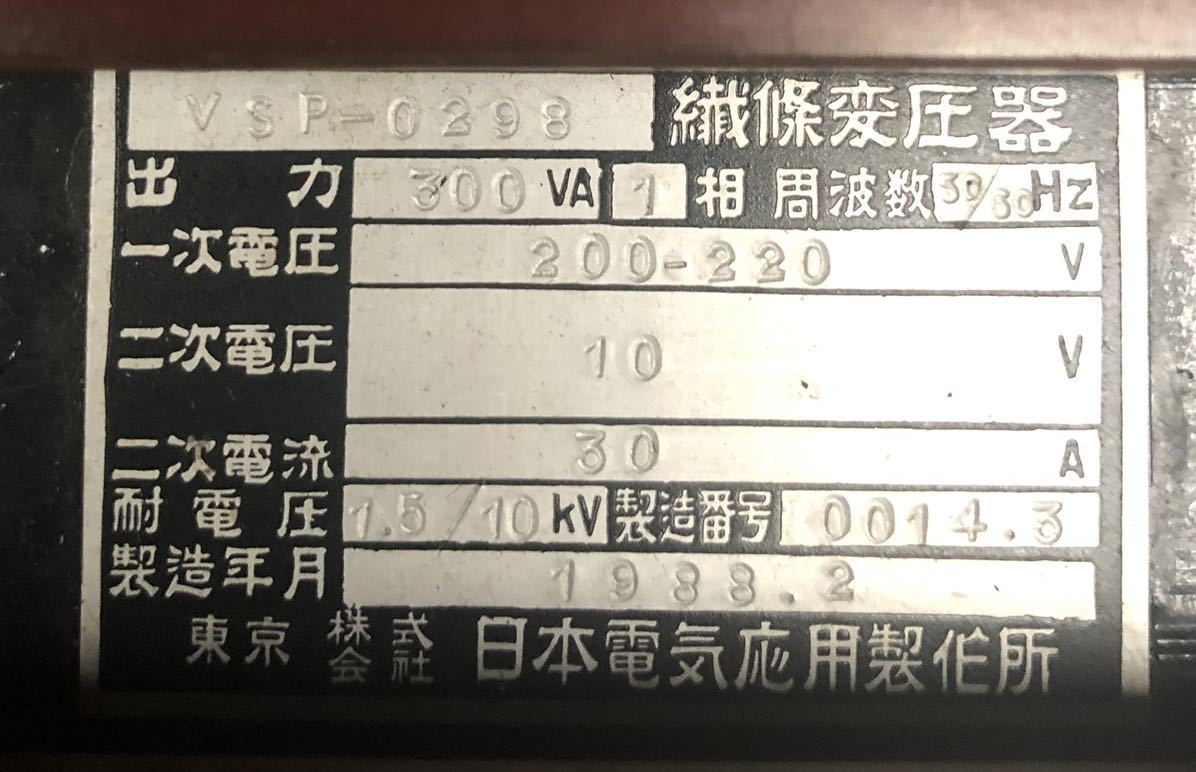 VSP-0298 繊條変圧器
出力 300 VA 1 相 周波数 50/60 Hz
一次電圧 200-220 V
二次電圧 10 V
二次電流 30 A
耐電圧 1.5/10 kV 製造番号 0014.3
製造年月 1988.2
東京 株式会社 日本電気応用製作所